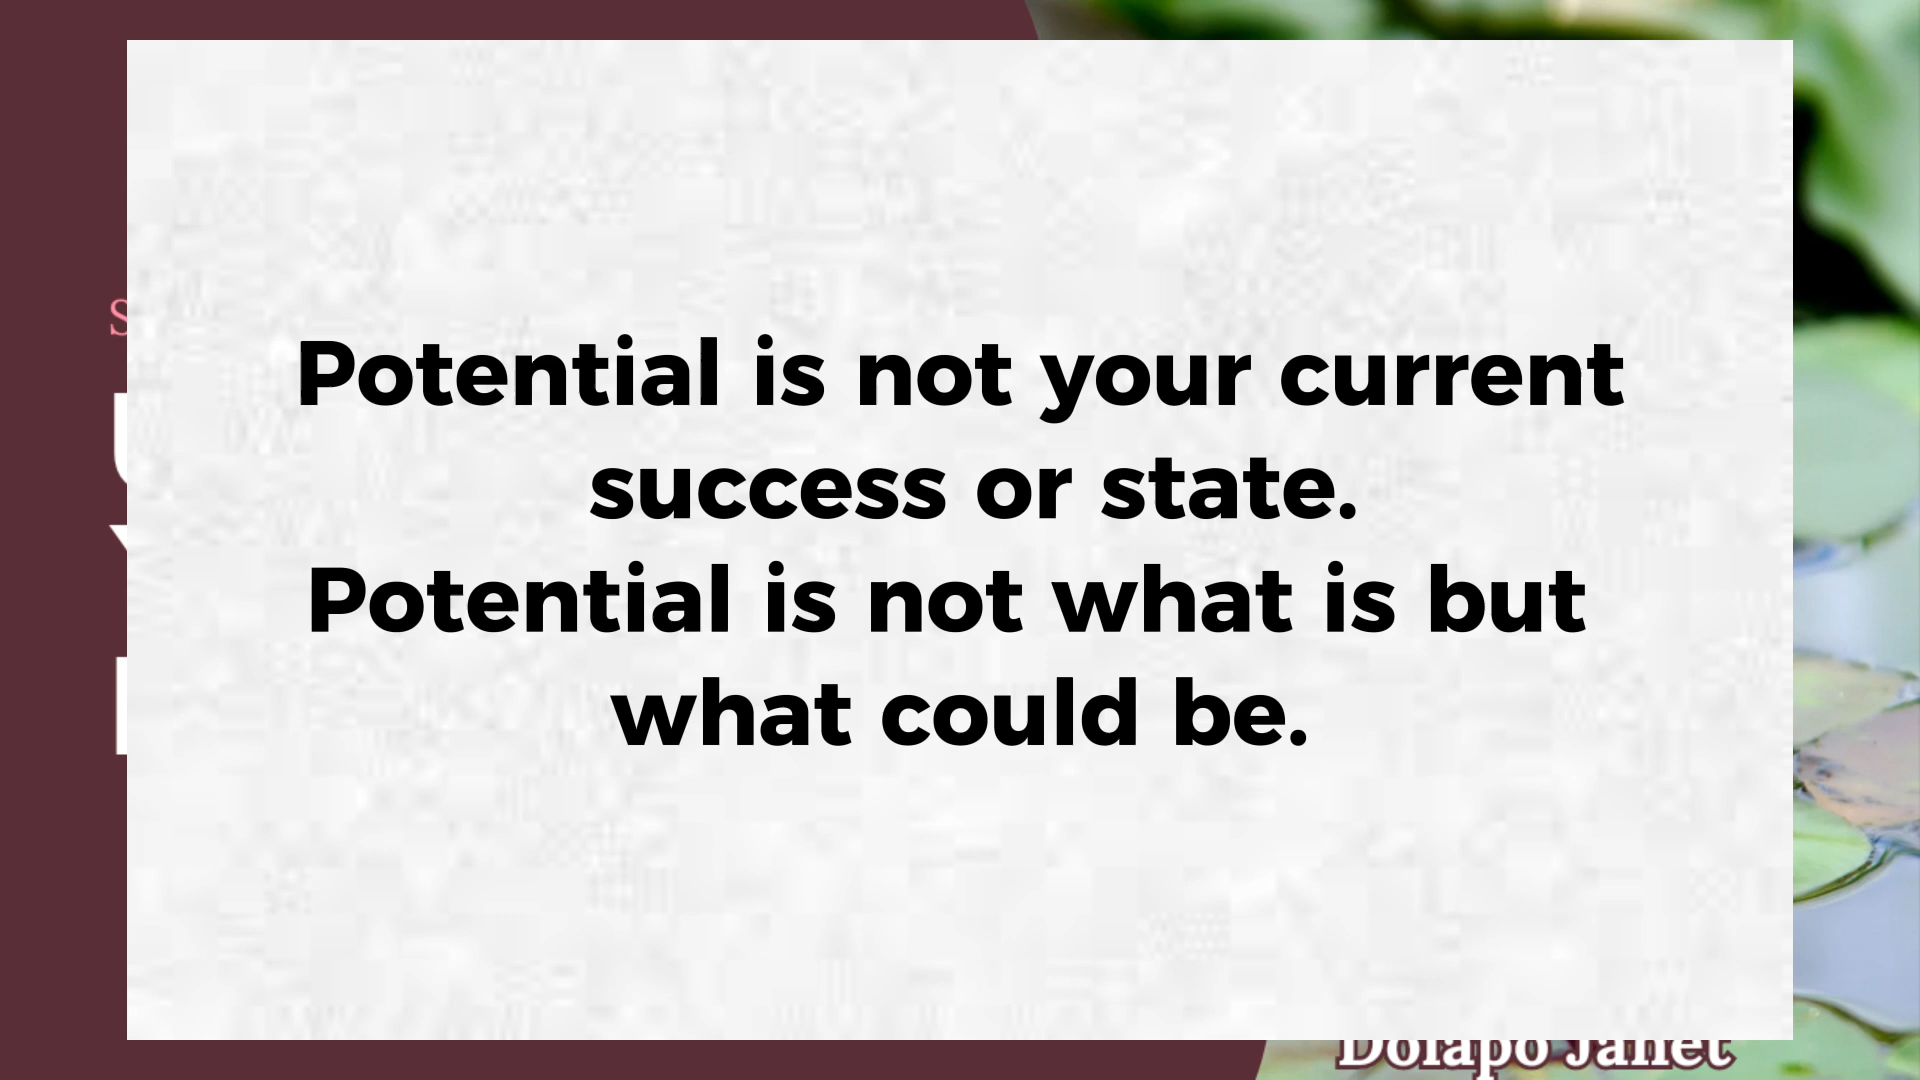 Potential is not your current
success or state.
Potential is not what is but
what could be.
Dolapo Janet